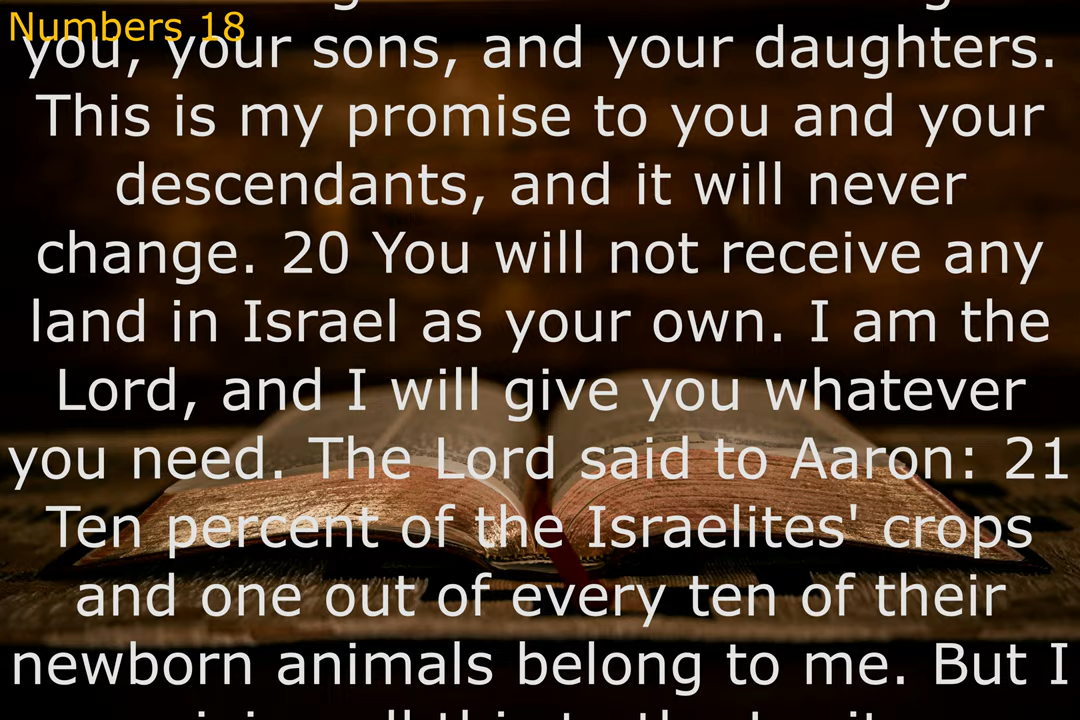 Numbers 18
you, your sons, and your daughters.
This is my promise to you and your
descendants, and it will never
change. 20 You will not receive any
land in Israel as your own. I am the
Lord, and I will give you whatever
you need. The Lord said to Aaron: 21
Ten percent of the Israelites' crops
and one out of every ten of their
newborn animals belong to me. But I